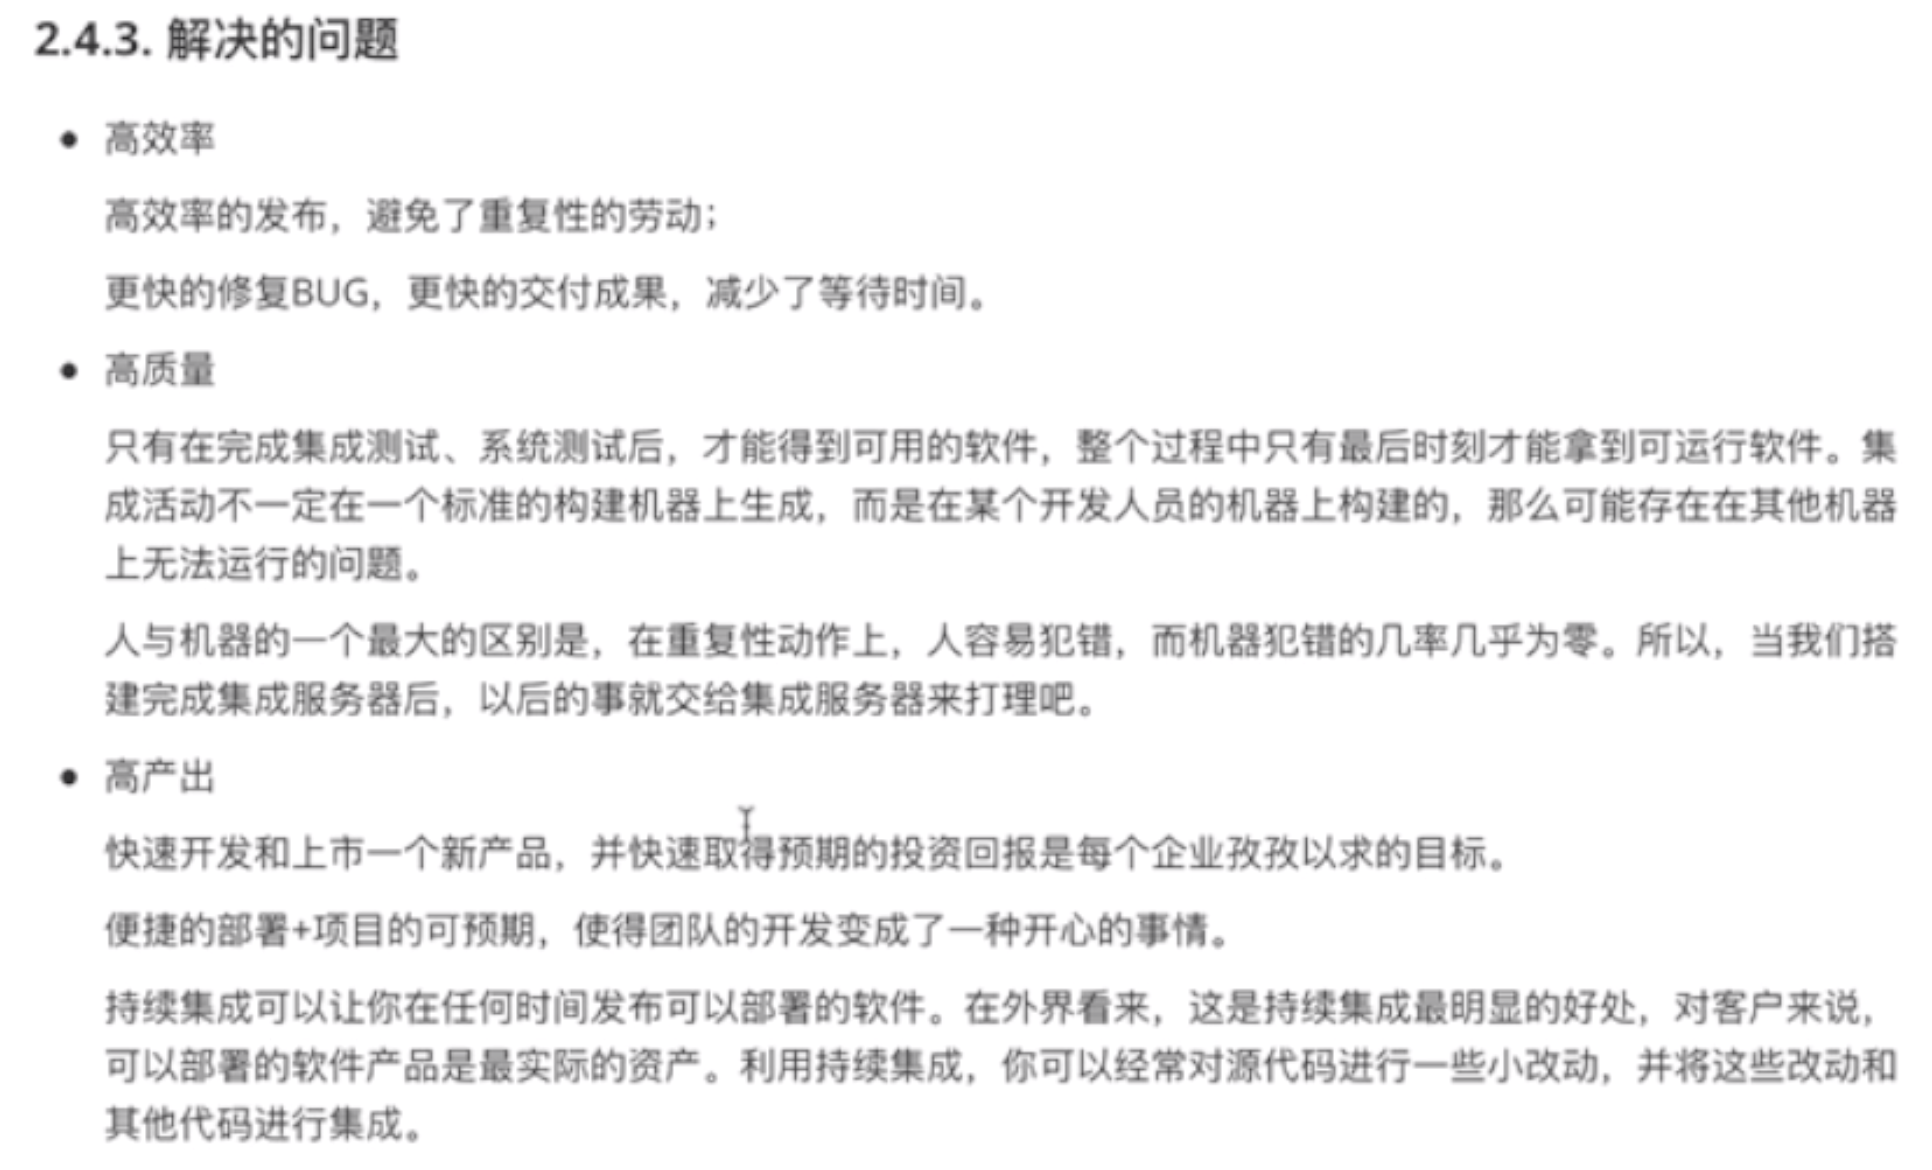 2.4.3. 解决的问题
• 高效率
高效率的发布，避免了重复性的劳动；
更快的修复BUG，更快的交付成果，减少了等待时间。
• 高质量
只有在完成集成测试、系统测试后，才能得到可用的软件，整个过程中只有最后时刻才能拿到可运行软件。集
成活动不一定在一个标准的构建机器上生成，而是在某个开发人员的机器上构建的，那么可能存在在其他机器
上无法运行的问题。
人与机器的一个最大的区别是，在重复性动作上，人容易犯错，而机器犯错的几率几乎为零。所以，当我们搭
建完成集成服务器后，以后的事就交给集成服务器来打理吧。
• 高产出
快速开发和上市一个新产品，并快速取得预期的投资回报是每个企业孜孜以求的目标。
便捷的部署+项目的可预期，使得团队的开发变成了一种开心的事情。
持续集成可以让你在任何时间发布可以部署的软件。在外界看来，这是持续集成最明显的好处，对客户来说，
可以部署的软件产品是最实际的资产。利用持续集成，你可以经常对源代码进行一些小改动，并将这些改动和
其他代码进行集成。